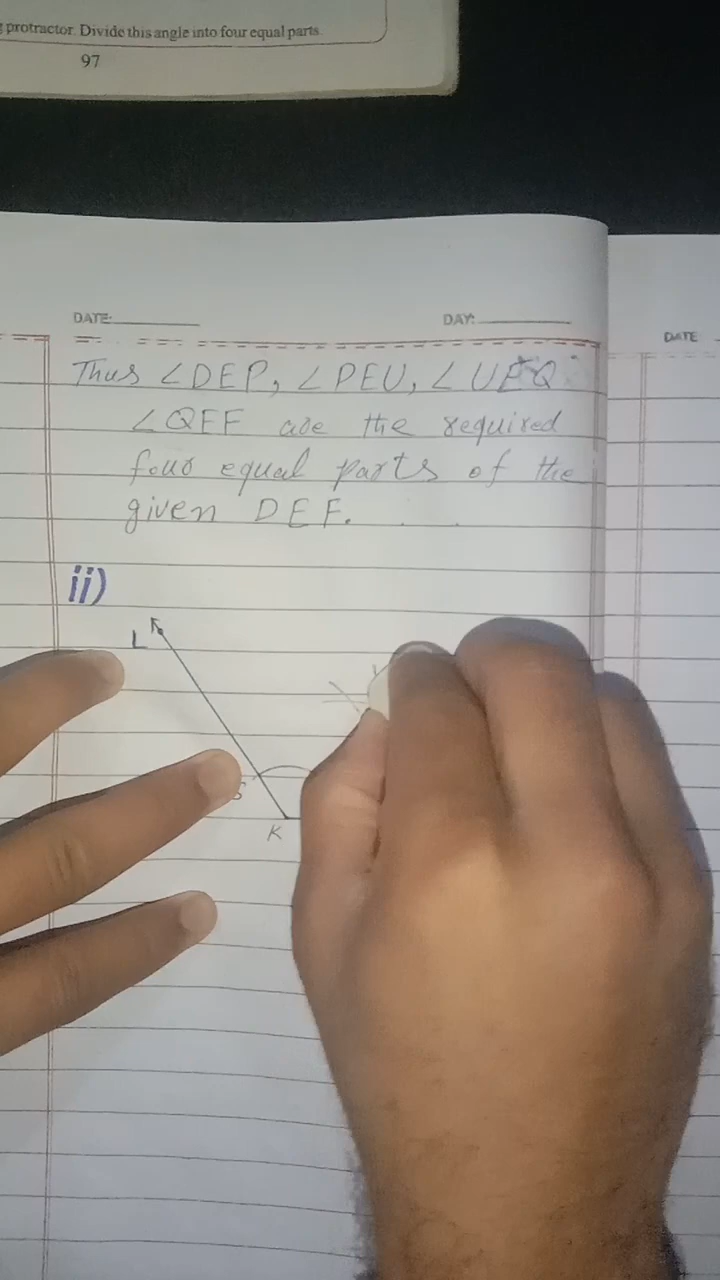 protractor. Divide this angle into four equal parts.
97
DATE:
DAY:
DATE
Thus ∠DEP, ∠PEU, ∠UEQ
∠QEF are the required
four equal parts of the
given DEF.
ii)
L
S
K